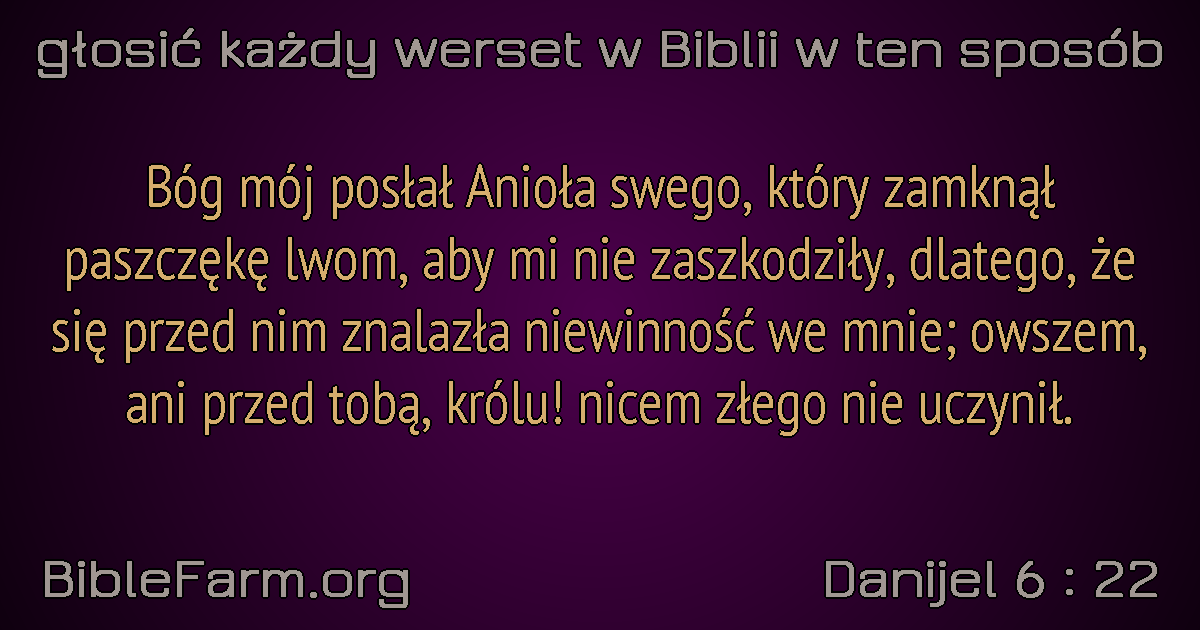 głosić każdy werset w Biblii w ten sposób
Bóg mój posłał Anioła swego, który zamknął
paszczękę lwom, aby mi nie zaszkodziły, dlatego, że
się przed nim znalazła niewinność we mnie; owszem,
ani przed tobą, królu! nicem złego nie uczynił.
BibleFarm.org
Danijel 6 : 22